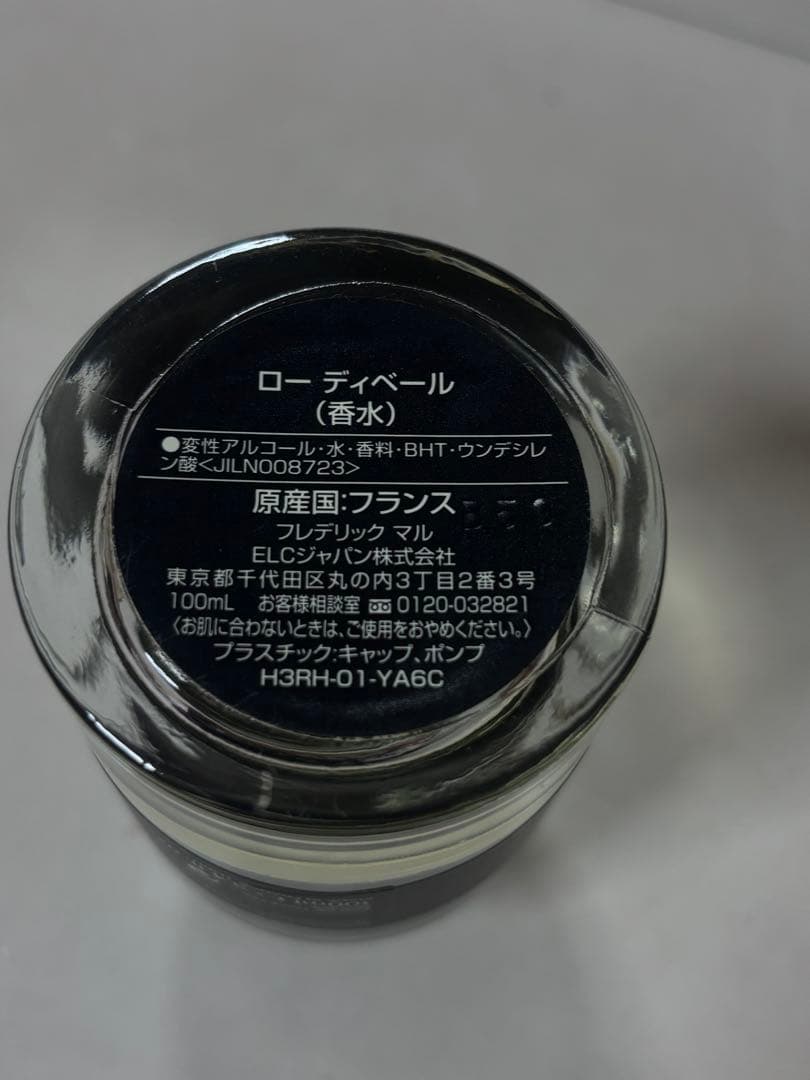 ロー ディベール
（香水）
●変性アルコール・水・香料・BHT・ウンデシレ
ン酸<JILN008723>
原産国:フランス
フレデリック マル
ELCジャパン株式会社
東京都千代田区丸の内3丁目2番3号
100mL お客様相談室 0120-032821
〈お肌に合わないときは、ご使用をおやめください。〉
プラスチック:キャップ、ポンプ
H3RH-01-YA6C